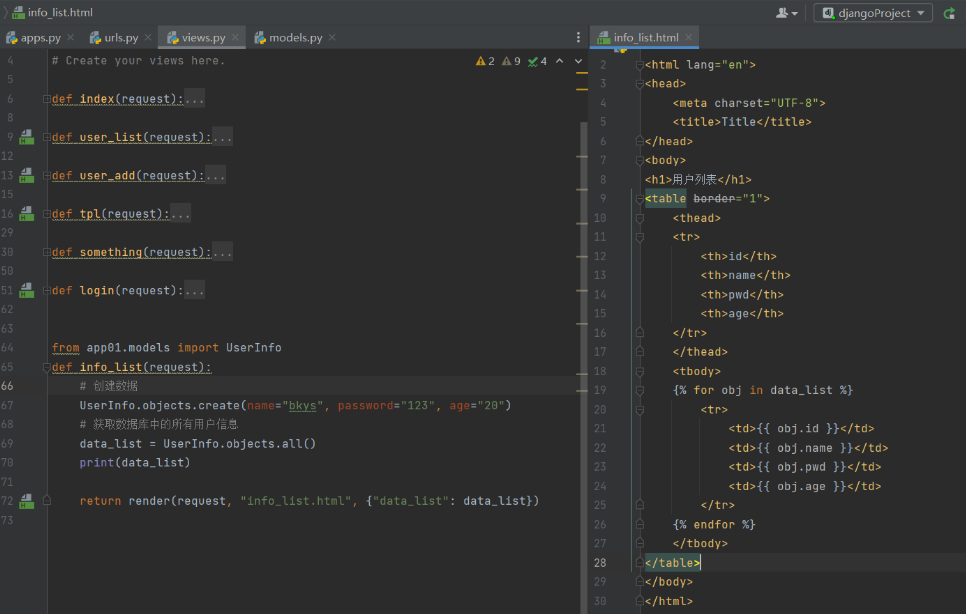 info_list.html
djangoProject
apps.py
urls.py
views.py
models.py
info_list.html
4 # Create your views here.
2 9 4
5
6 def index(request):...
8
9 def user_list(request):...
12
13 def user_add(request):...
15
16 def tpl(request):...
29
30 def something(request):...
50
51 def login(request):...
62
63
64 from app01.models import UserInfo
65 def info_list(request):
66 # 创建数据
67 UserInfo.objects.create(name="bkys", password="123", age="20")
68 # 获取数据库中的所有用户信息
69 data_list = UserInfo.objects.all()
70 print(data_list)
71
72 return render(request, "info_list.html", {"data_list": data_list})
73
2 <html lang="en">
3 <head>
4 <meta charset="UTF-8">
5 <title>Title</title>
6 </head>
7 <body>
8 <h1>用户列表</h1>
9 <table border="1">
10 <thead>
11 <tr>
12 <th>id</th>
13 <th>name</th>
14 <th>pwd</th>
15 <th>age</th>
16 </tr>
17 </thead>
18 <tbody>
19 {% for obj in data_list %}
20 <tr>
21 <td>{{ obj.id }}</td>
22 <td>{{ obj.name }}</td>
23 <td>{{ obj.pwd }}</td>
24 <td>{{ obj.age }}</td>
25 </tr>
26 {% endfor %}
27 </tbody>
28 </table>
29 </body>
30 </html>